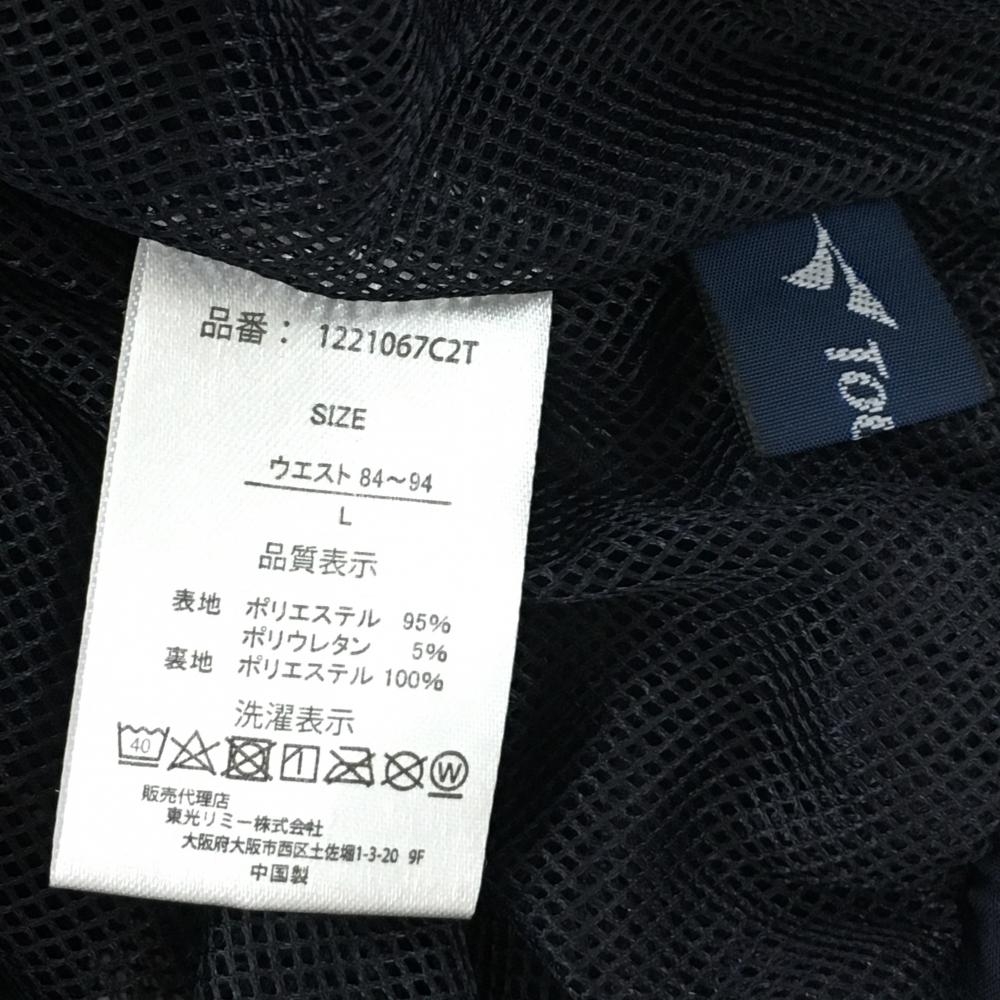 品番： 1221067C2T
SIZE
ウエスト 84～94
L
品質表示
表地 ポリエステル 95%
ポリウレタン 5%
裏地 ポリエステル 100%
洗濯表示
40 W
販売代理店
東光リミー株式会社
大阪府大阪市西区土佐堀1-3-20 9F
中国製